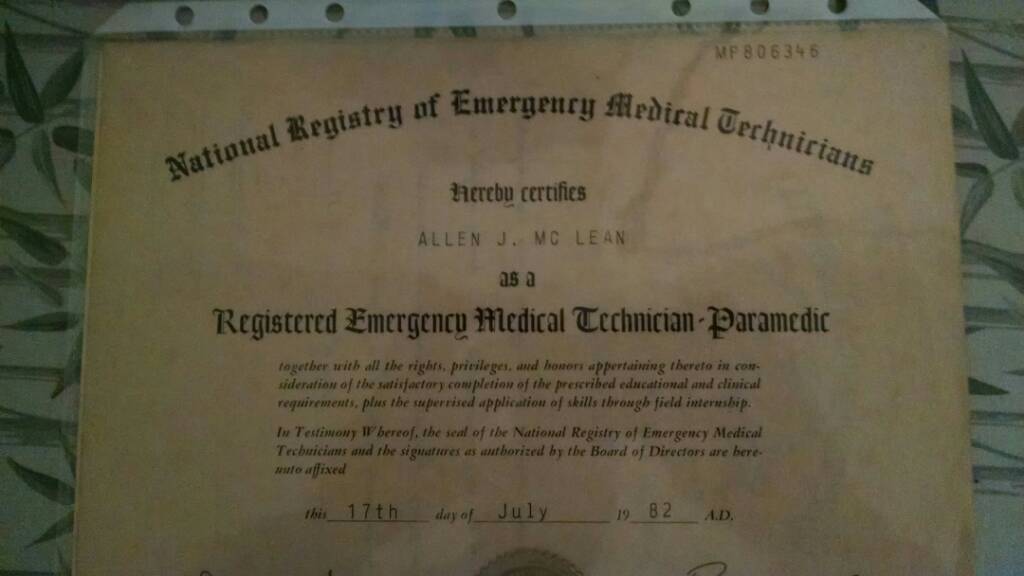 MP806346
National Registry of Emergency Medical Technicians
Hereby certifies
ALLEN J. MC LEAN
as a
Registered Emergency Medical Technician-Paramedic
together with all the rights, privileges, and honors appertaining thereto in con-
sideration of the satisfactory completion of the prescribed educational and clinical
requirements, plus the supervised application of skills through field internship.
In Testimony Whereof, the seal of the National Registry of Emergency Medical
Technicians and the signatures as authorized by the Board of Directors are here-
unto affixed
this 17th day of July 19 82 A.D.